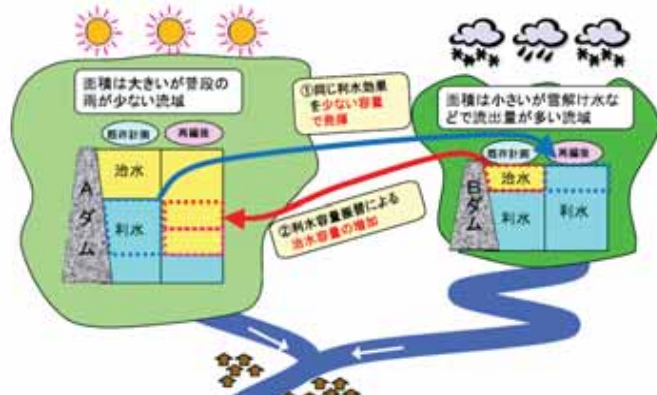 面積は大きいが普段の
雨が少ない流域
既存計画
再編後
治水
利水
Aダム
①同じ利水効果
を少ない容量
で発揮
②利水容量振替による
治水容量の増加
面積は小さいが雪解け水な
どで流出量が多い流域
既存計画
再編後
治水
利水
利水
Bダム